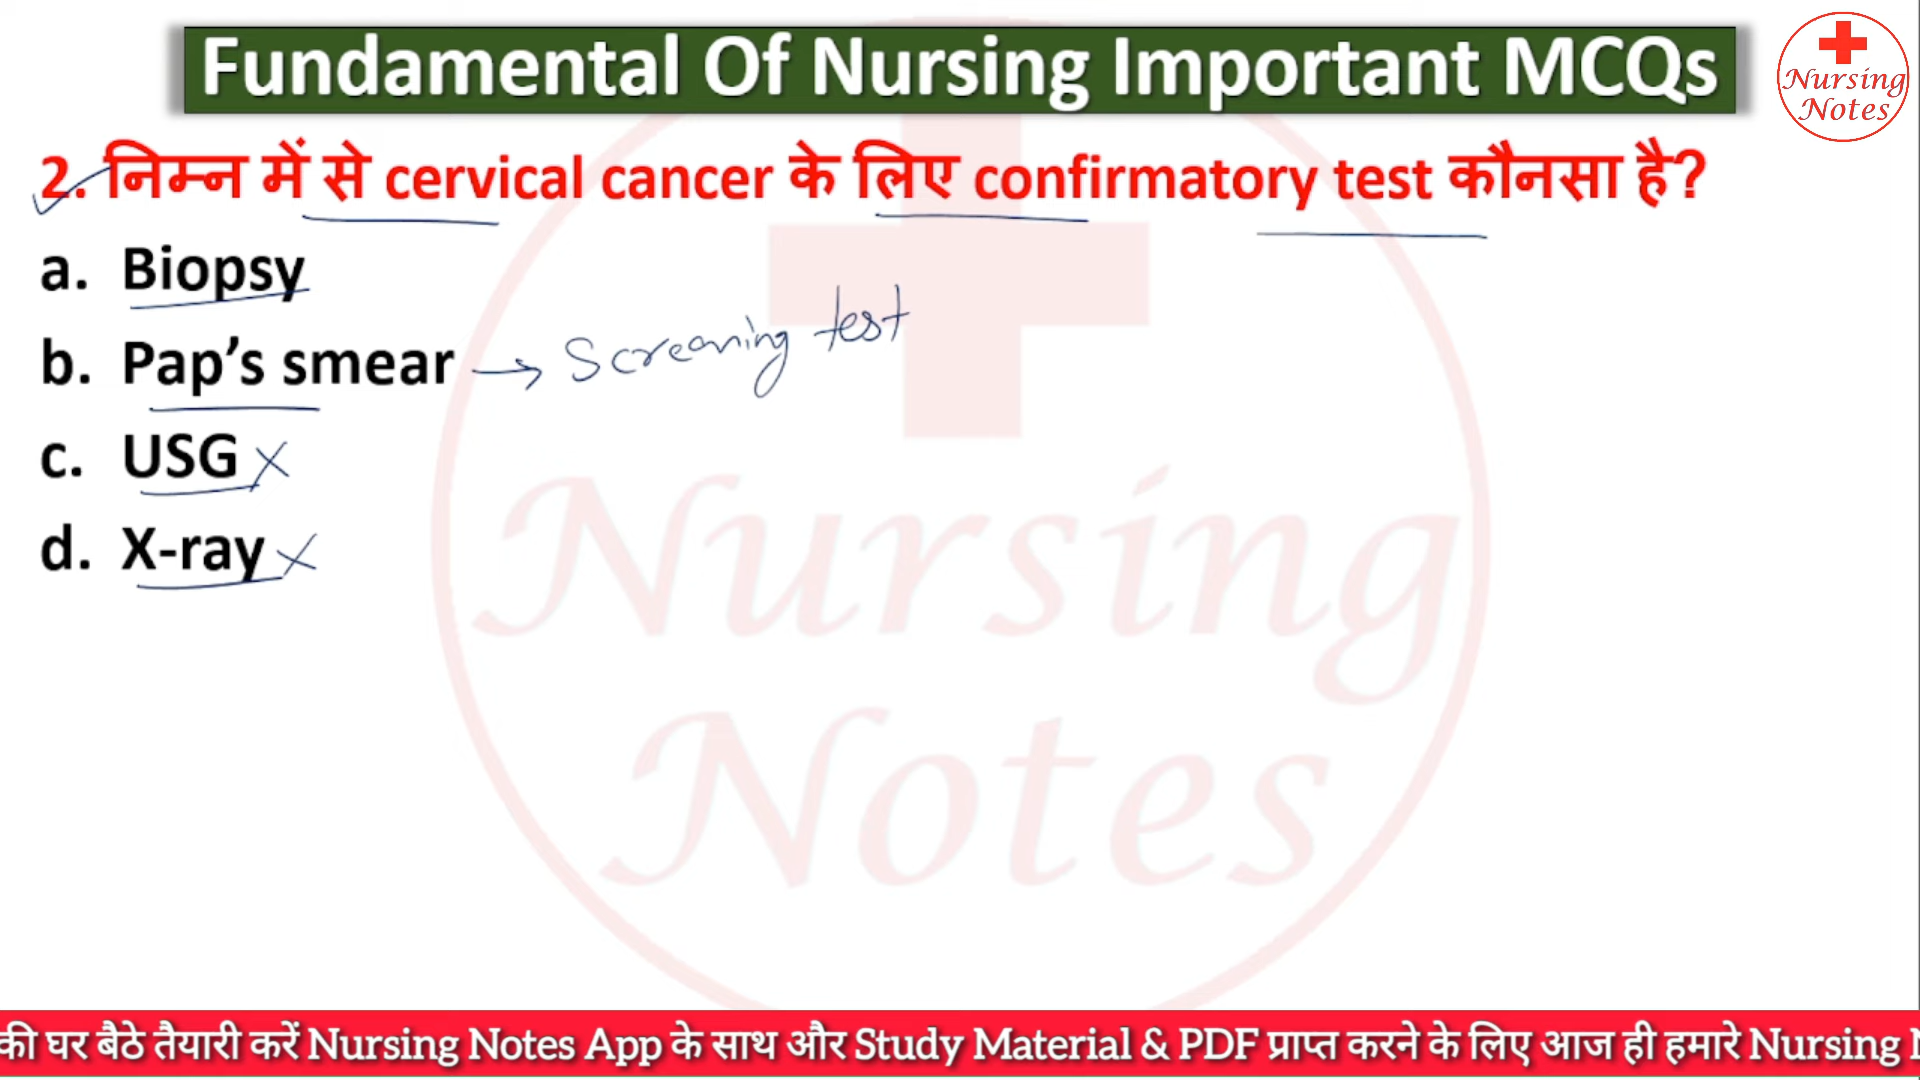 Fundamental Of Nursing Important MCQs
Nursing
Notes
2. निम्न में से cervical cancer के लिए confirmatory test कौनसा है?
a. Biopsy
b. Pap's smear → Screening test
c. USG X
d. X-ray X
Nursing
Notes
की घर बैठे तैयारी करें Nursing Notes App के साथ और Study Material & PDF प्राप्त करने के लिए आज ही हमारे Nursing